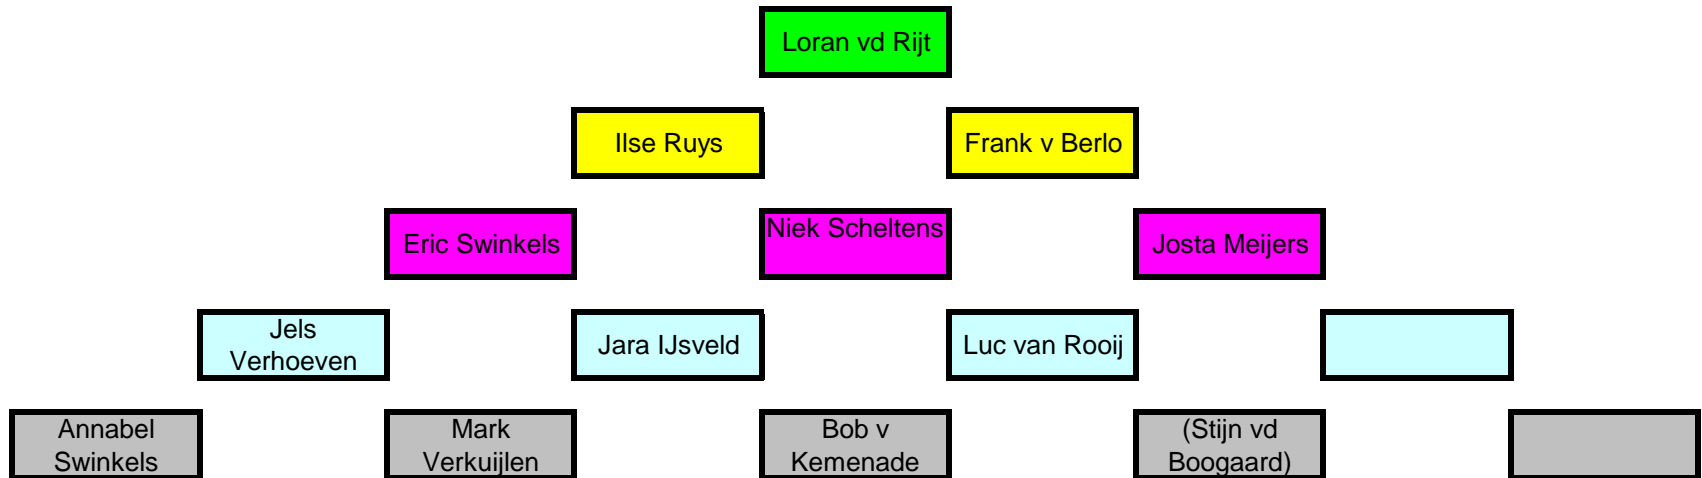 Loran vd Rijt
Ilse Ruys
Frank v Berlo
Eric Swinkels
Niek Scheltens
Josta Meijers
Jels
Verhoeven
Jara IJsveld
Luc van Rooij
Annabel
Swinkels
Mark
Verkuijlen
Bob v
Kemenade
(Stijn vd
Boogaard)